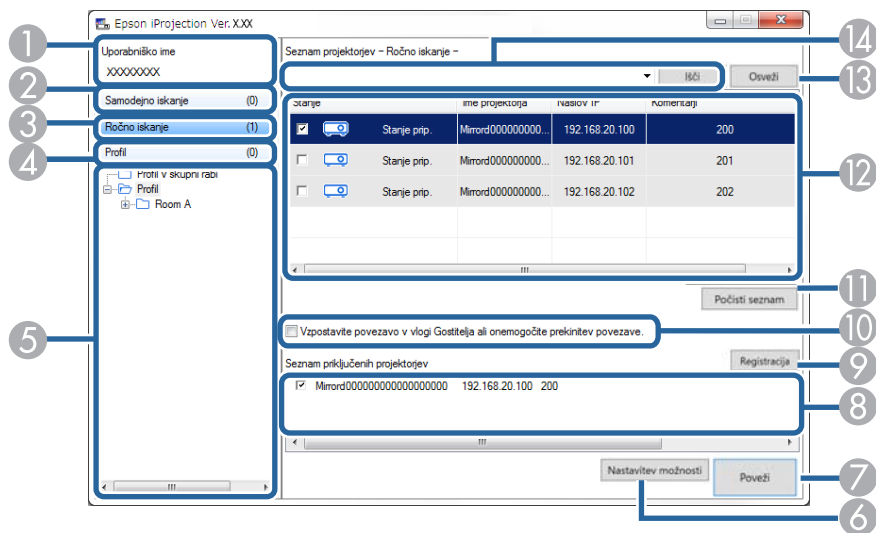 Epson iProjection Ver. X.XX
Uporabniško ime
XXXXXXXX
Samodejno iskanje (0)
Ročno iskanje (1)
Profil (0)
Profil v skupni rabi
Profil
Room A
Seznam projektorjev – Ročno iskanje –
Išči
Osveži
Stanje Ime projektorja Naslov IP Komentarji
Stanje prip. Mirrord000000000... 192.168.20.100 200
Stanje prip. Mirrord000000000... 192.168.20.101 201
Stanje prip. Mirrord000000000... 192.168.20.102 202
Počisti seznam
Vzpostavite povezavo v vlogi Gostitelja ali onemogočite prekinitev povezave.
Seznam priključenih projektorjev
Registracija
Mirrord000000000000000000 192.168.20.100 200
Nastavitev možnosti
Poveži
1
2
3
4
5
6
7
8
9
10
11
12
13
14